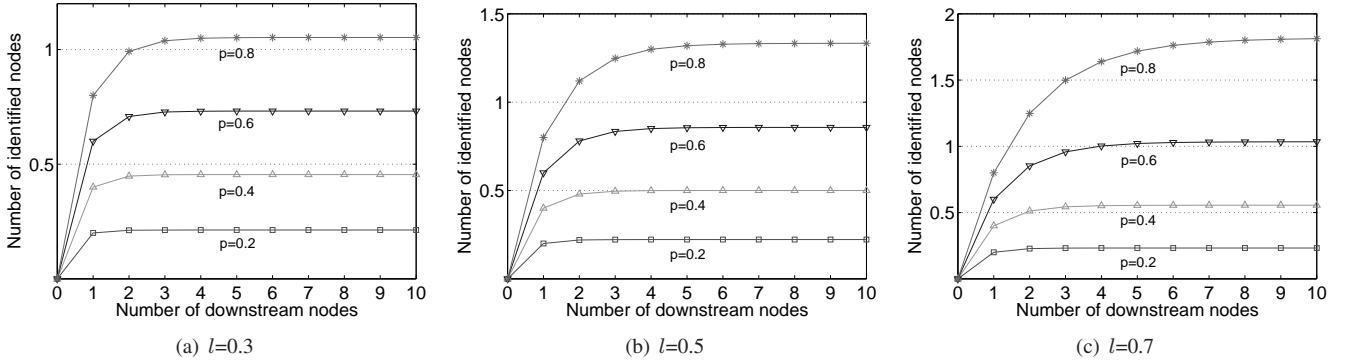 Number of identified nodes
1
0.5
p=0.8
p=0.6
p=0.4
p=0.2
0 1 2 3 4 5 6 7 8 9 10
Number of downstream nodes
(a) l=0.3
Number of identified nodes
1.5
1
0.5
0
p=0.8
p=0.6
p=0.4
p=0.2
0 1 2 3 4 5 6 7 8 9 10
Number of downstream nodes
(b) l=0.5
Number of identified nodes
2
1.5
1
0.5
0
p=0.8
p=0.6
p=0.4
p=0.2
0 1 2 3 4 5 6 7 8 9 10
Number of downstream nodes
(c) l=0.7